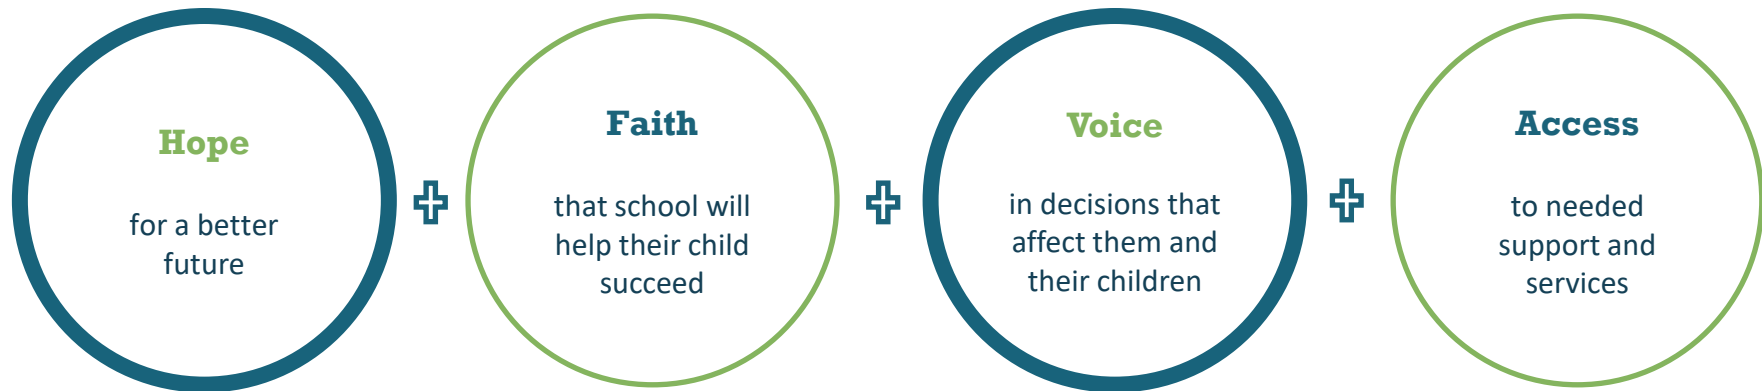 Hope
for a better
future
Faith
that school will
help their child
succeed
Voice
in decisions that
affect them and
their children
Access
to needed
support and
services